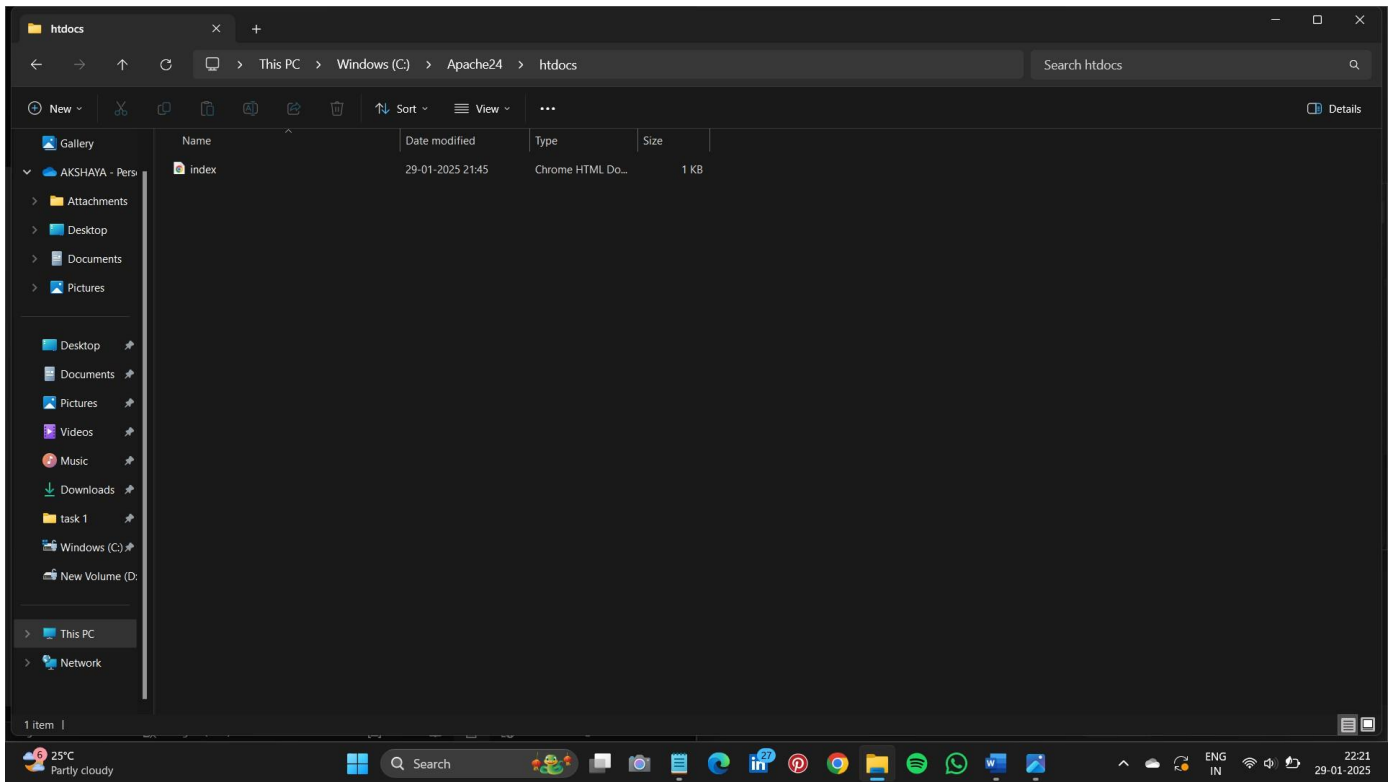 htdocs
This PC > Windows (C:) > Apache24 > htdocs
Search htdocs
New
Sort
View
Details
Name
Date modified
Type
Size
index
29-01-2025 21:45
Chrome HTML Do...
1 KB
Gallery
AKSHAYA - Pers
Attachments
Desktop
Documents
Pictures
Desktop
Documents
Pictures
Videos
Music
Downloads
task 1
Windows (C:)
New Volume (D:
This PC
Network
1 item
6
25°C
Partly cloudy
Search
in
27
W
ENG
IN
22:21
29-01-2025